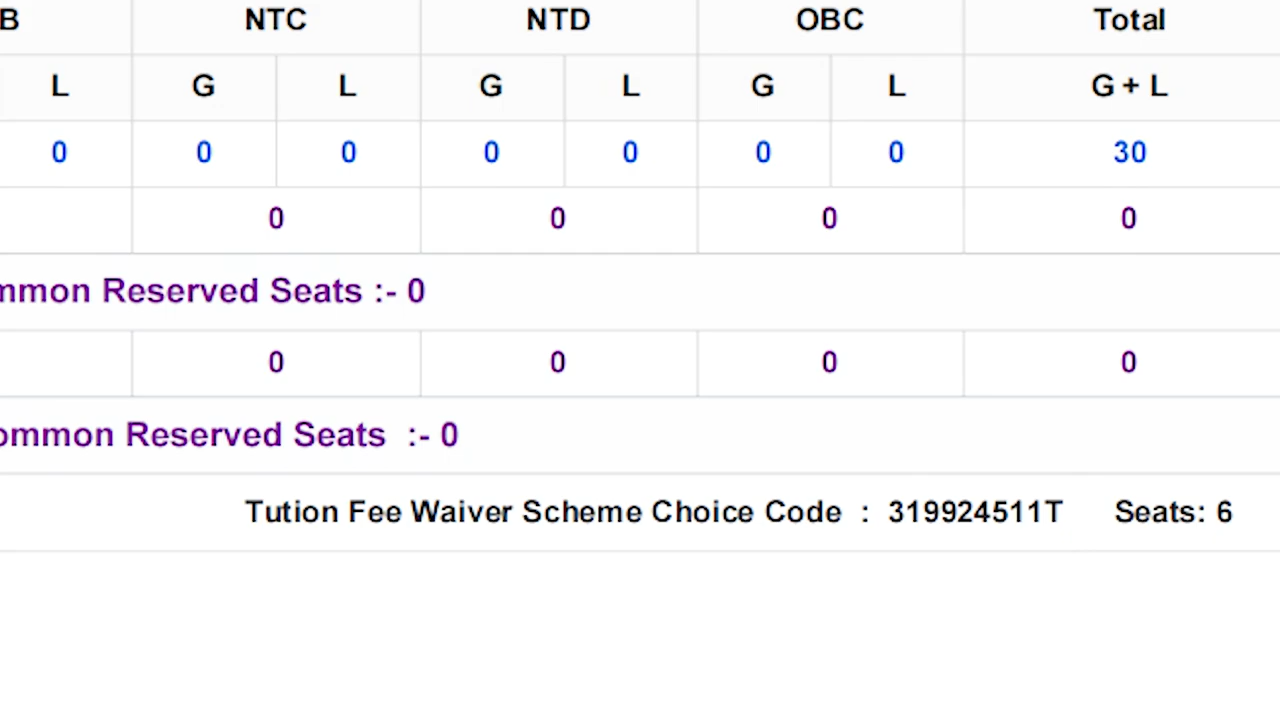 B NTC NTD OBC Total
L G L G L G L G + L
0 0 0 0 0 0 0 30
0 0 0 0
mmon Reserved Seats :- 0
0 0 0 0
ommon Reserved Seats :- 0
Tution Fee Waiver Scheme Choice Code : 319924511T Seats: 6